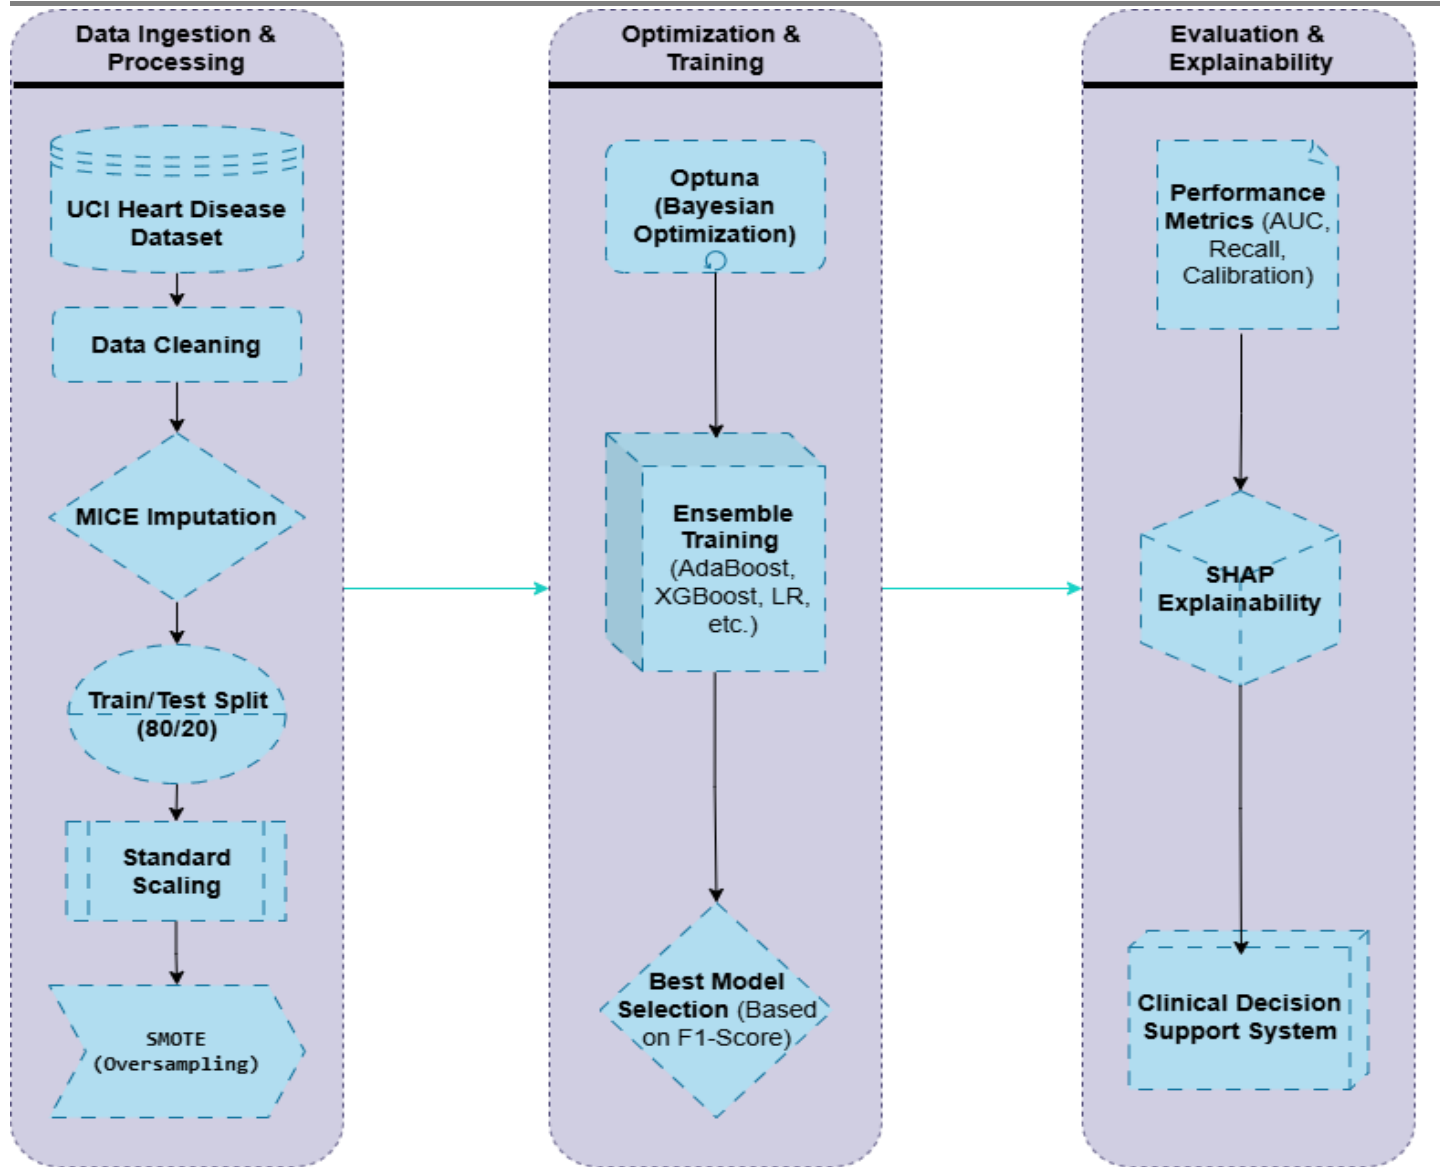 Data Ingestion &
Processing
UCI Heart Disease
Dataset
Data Cleaning
MICE Imputation
Train/Test Split
(80/20)
Standard
Scaling
SMOTE
(Oversampling)
Optimization &
Training
Optuna
(Bayesian
Optimization)
Ensemble
Training
(AdaBoost,
XGBoost, LR,
etc.)
Best Model
Selection (Based
on F1-Score)
Evaluation &
Explainability
Performance
Metrics (AUC,
Recall,
Calibration)
SHAP
Explainability
Clinical Decision
Support System